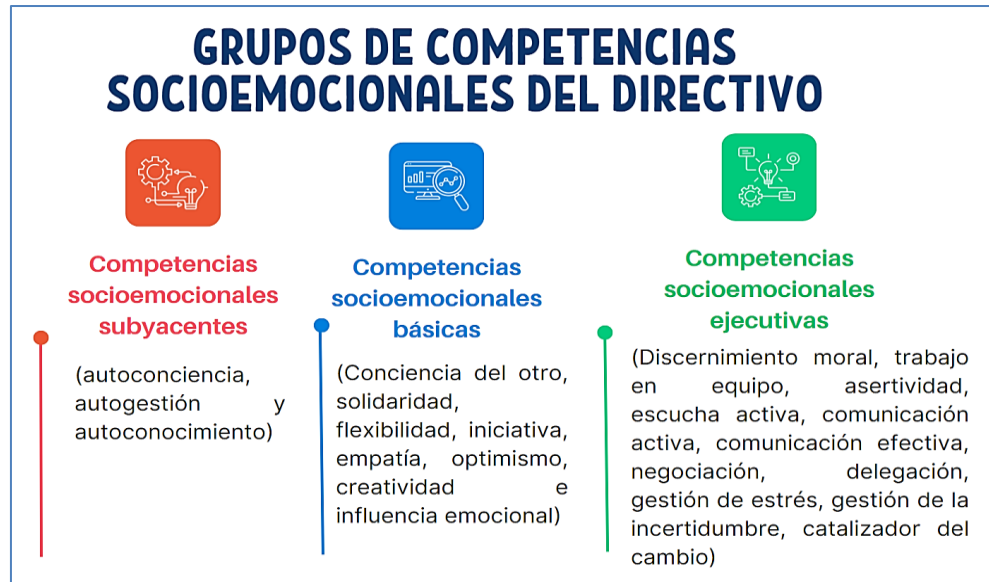 GRUPOS DE COMPETENCIAS
SOCIOEMOCIONALES DEL DIRECTIVO
Competencias
socioemocionales
subyacentes
(autoconciencia,
autogestión y
autoconocimiento)
Competencias
socioemocionales
básicas
(Conciencia del otro,
solidaridad,
flexibilidad, iniciativa,
empatía, optimismo,
creatividad e
influencia emocional)
Competencias
socioemocionales
ejecutivas
(Discernimiento moral, trabajo
en equipo, asertividad,
escucha activa, comunicación
activa, comunicación efectiva,
negociación, delegación,
gestión de estrés, gestión de la
incertidumbre, catalizador del
cambio)